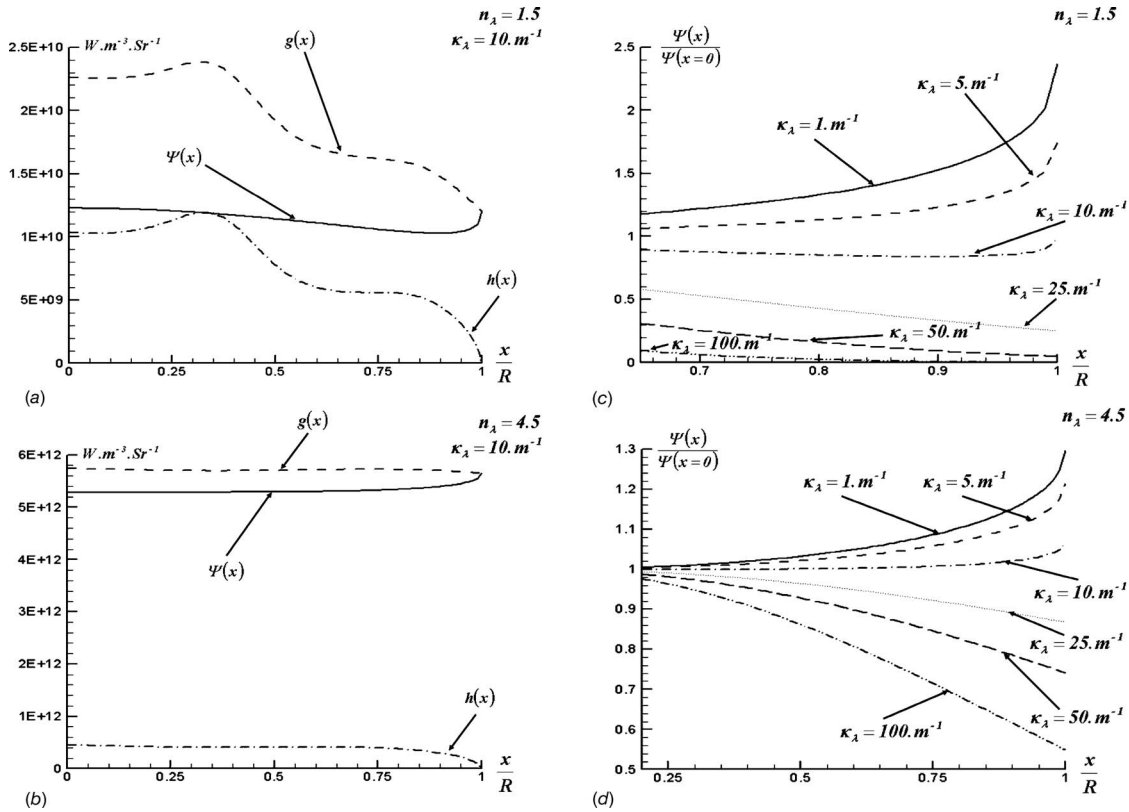 n_λ = 1.5
κ_λ = 10.m⁻¹
W.m⁻³.Sr⁻¹
g(x)
Ψ(x)
h(x)
2.5E+10
2E+10
1.5E+10
1E+10
5E+09
0
0 0.25 0.5 0.75 1
x/R
(a)
n_λ = 4.5
κ_λ = 10.m⁻¹
W.m⁻³.Sr⁻¹
g(x)
Ψ(x)
h(x)
6E+12
5E+12
4E+12
3E+12
2E+12
1E+12
0
0 0.25 0.5 0.75 1
x/R
(b)
n_λ = 1.5
Ψ(x)/Ψ(x=0)
κ_λ = 5.m⁻¹
κ_λ = 1.m⁻¹
κ_λ = 10.m⁻¹
κ_λ = 25.m⁻¹
κ_λ = 50.m⁻¹
κ_λ = 100.m⁻¹
2.5
2
1.5
1
0.5
0
0.7 0.8 0.9 1
x/R
(c)
n_λ = 4.5
Ψ(x)/Ψ(x=0)
κ_λ = 1.m⁻¹
κ_λ = 5.m⁻¹
κ_λ = 10.m⁻¹
κ_λ = 25.m⁻¹
κ_λ = 50.m⁻¹
κ_λ = 100.m⁻¹
1.3
1.2
1.1
1
0.9
0.8
0.7
0.6
0.5
0.25 0.5 0.75 1
x/R
(d)